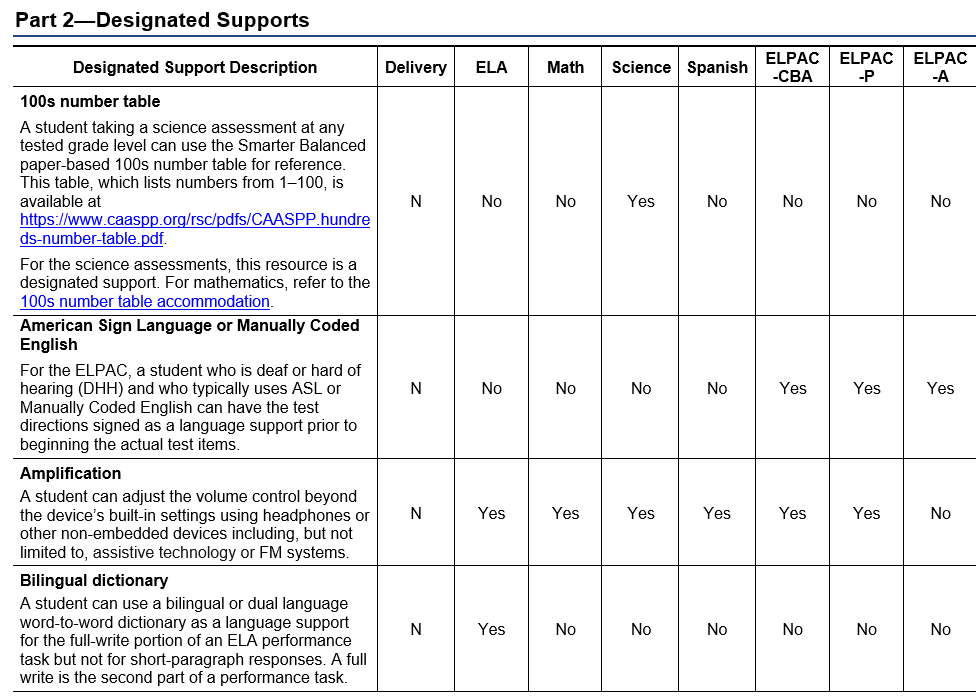 Part 2—Designated Supports
Designated Support Description Delivery ELA Math Science Spanish ELPAC-CBA ELPAC-P ELPAC-A
100s number table
A student taking a science assessment at any
tested grade level can use the Smarter Balanced
paper-based 100s number table for reference.
This table, which lists numbers from 1–100, is
available at
https://www.caaspp.org/rsc/pdfs/CAASPP.hundre
ds-number-table.pdf.
For the science assessments, this resource is a
designated support. For mathematics, refer to the
100s number table accommodation.
N No No Yes No No No No
American Sign Language or Manually Coded
English
For the ELPAC, a student who is deaf or hard of
hearing (DHH) and who typically uses ASL or
Manually Coded English can have the test
directions signed as a language support prior to
beginning the actual test items.
N No No No No Yes Yes Yes
Amplification
A student can adjust the volume control beyond
the device’s built-in settings using headphones or
other non-embedded devices including, but not
limited to, assistive technology or FM systems.
N Yes Yes Yes Yes Yes Yes No
Bilingual dictionary
A student can use a bilingual or dual language
word-to-word dictionary as a language support
for the full-write portion of an ELA performance
task but not for short-paragraph responses. A full
write is the second part of a performance task.
N Yes No No No No No No